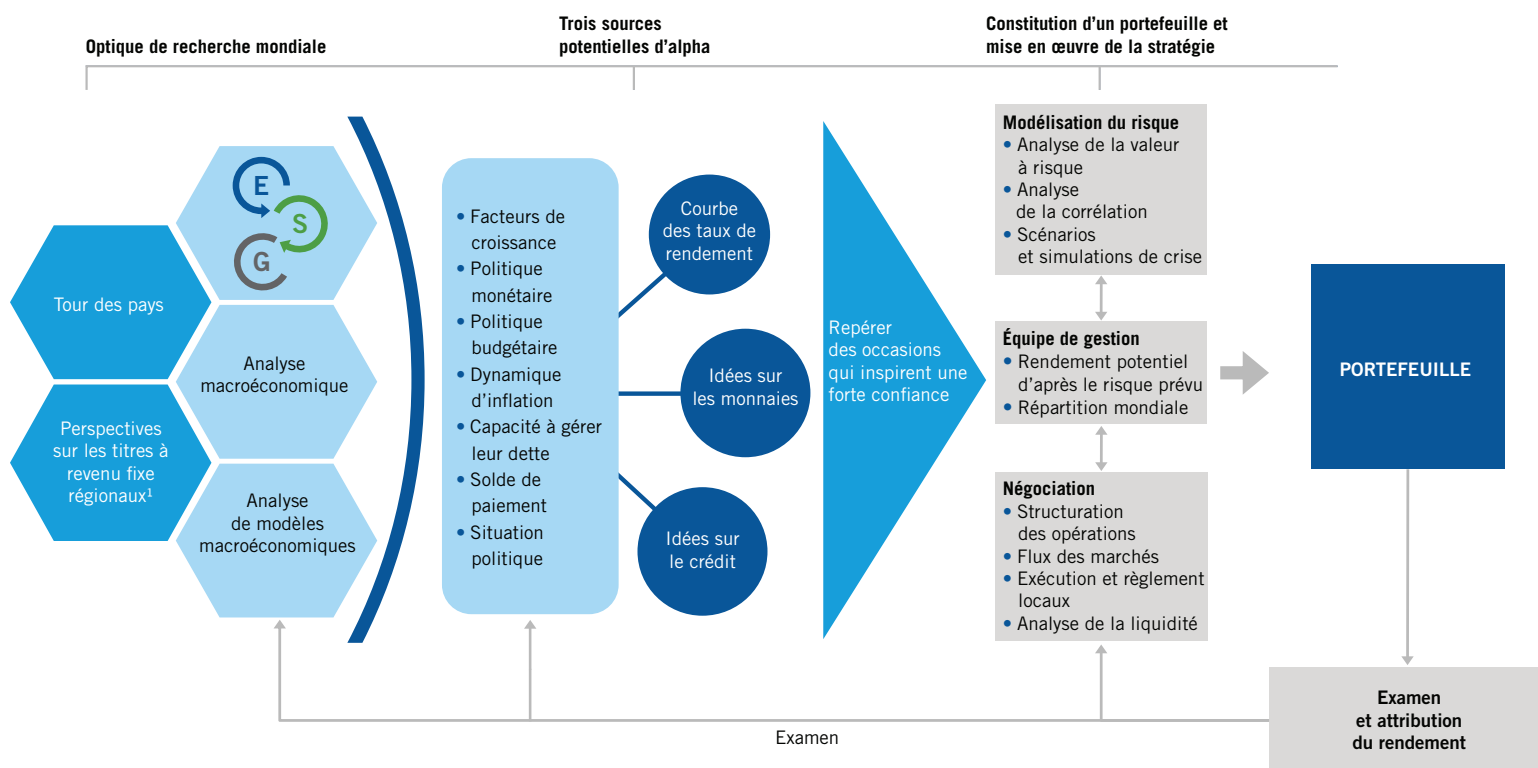 Optique de recherche mondiale
Trois sources
potentielles d'alpha
Constitution d'un portefeuille et
mise en œuvre de la stratégie
E
S
G
Tour des pays
Analyse
macroéconomique
Perspectives
sur les titres à
revenu fixe
régionaux¹
Analyse
de modèles
macroéconomiques
• Facteurs de
croissance
• Politique
monétaire
• Politique
budgétaire
• Dynamique
d'inflation
• Capacité à gérer
leur dette
• Solde de
paiement
• Situation
politique
Courbe
des taux de
rendement
Idées sur
les monnaies
Idées sur
le crédit
Repérer
des occasions
qui inspirent une
forte confiance
Modélisation du risque
• Analyse de la valeur
à risque
• Analyse
de la corrélation
• Scénarios
et simulations de crise
Équipe de gestion
• Rendement potentiel
d'après le risque prévu
• Répartition mondiale
Négociation
• Structuration
des opérations
• Flux des marchés
• Exécution et règlement
locaux
• Analyse de la liquidité
PORTEFEUILLE
Examen
et attribution
du rendement
Examen